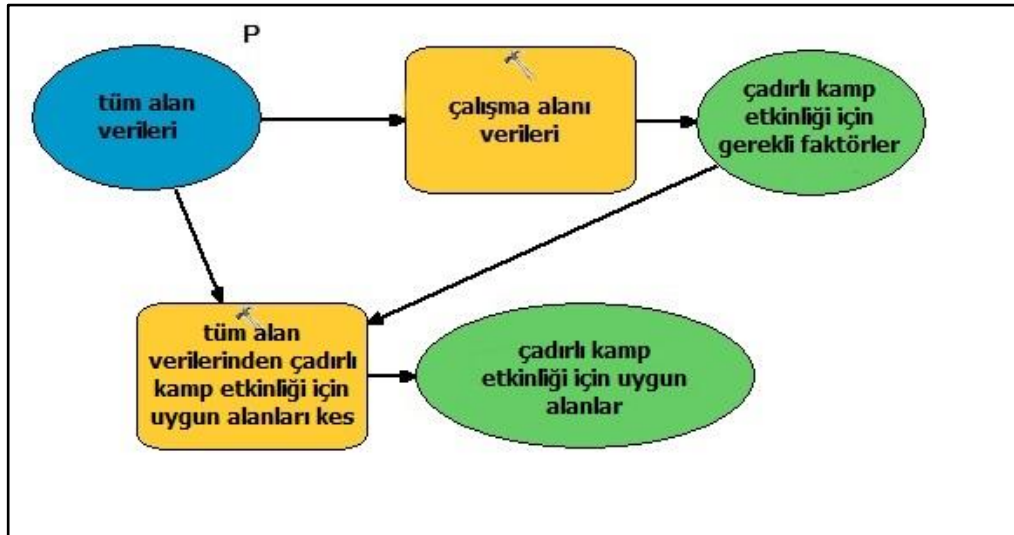 P
tüm alan
verileri
çalışma alanı
verileri
çadırlı kamp
etkinliği için
gerekli faktörler
tüm alan
verilerinden çadırlı
kamp etkinliği için
uygun alanları kes
çadırlı kamp
etkinliği için uygun
alanlar